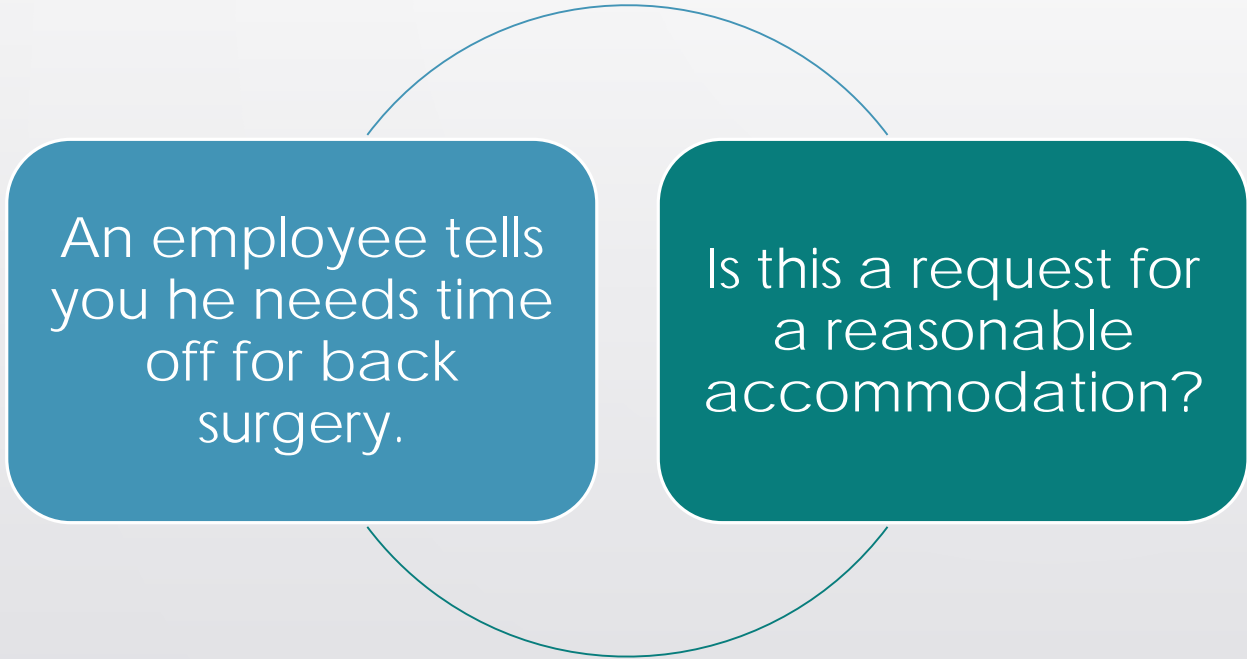 An employee tells
you he needs time
off for back
surgery.
Is this a request for
a reasonable
accommodation?